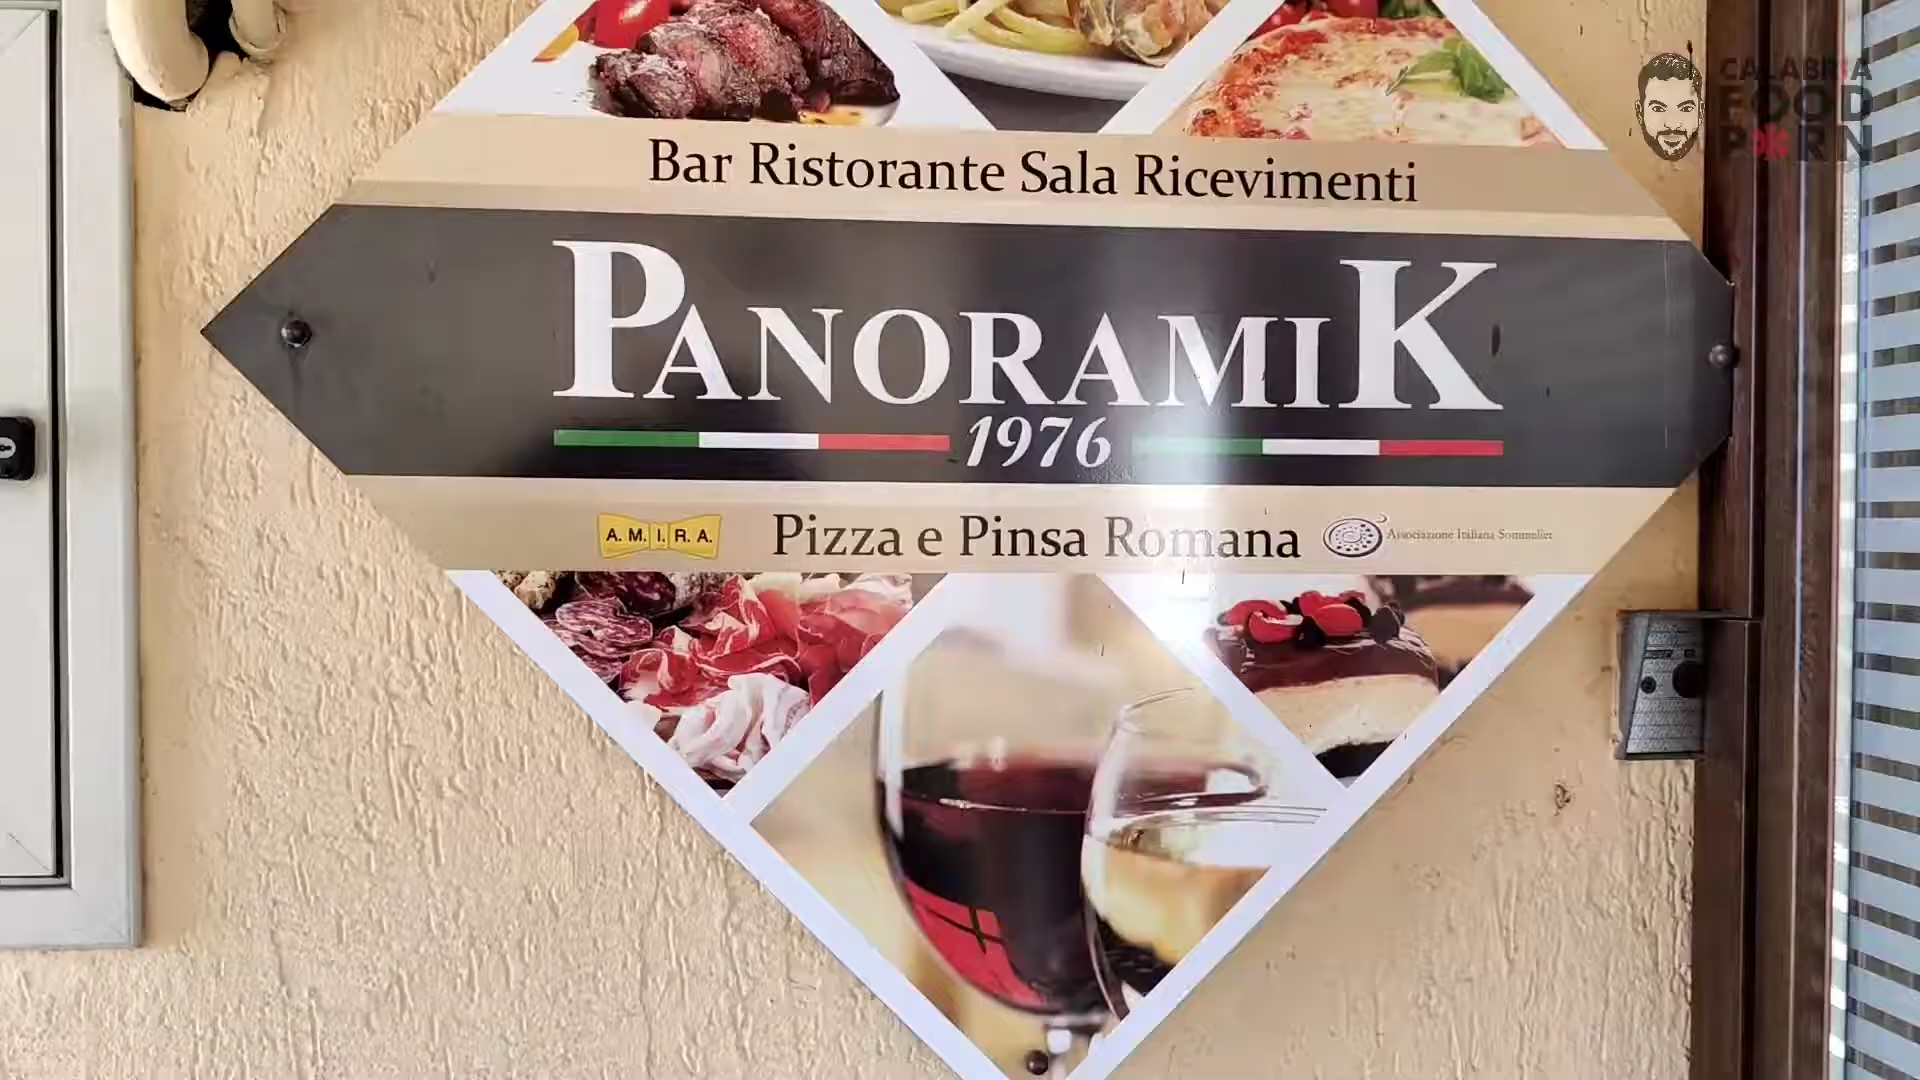 CALABRIA
FOOD
PORN
Bar Ristorante Sala Ricevimenti
PANORAMIK
1976
A.M.I.R.A.
Pizza e Pinsa Romana
Associazione Italiana Sommelier